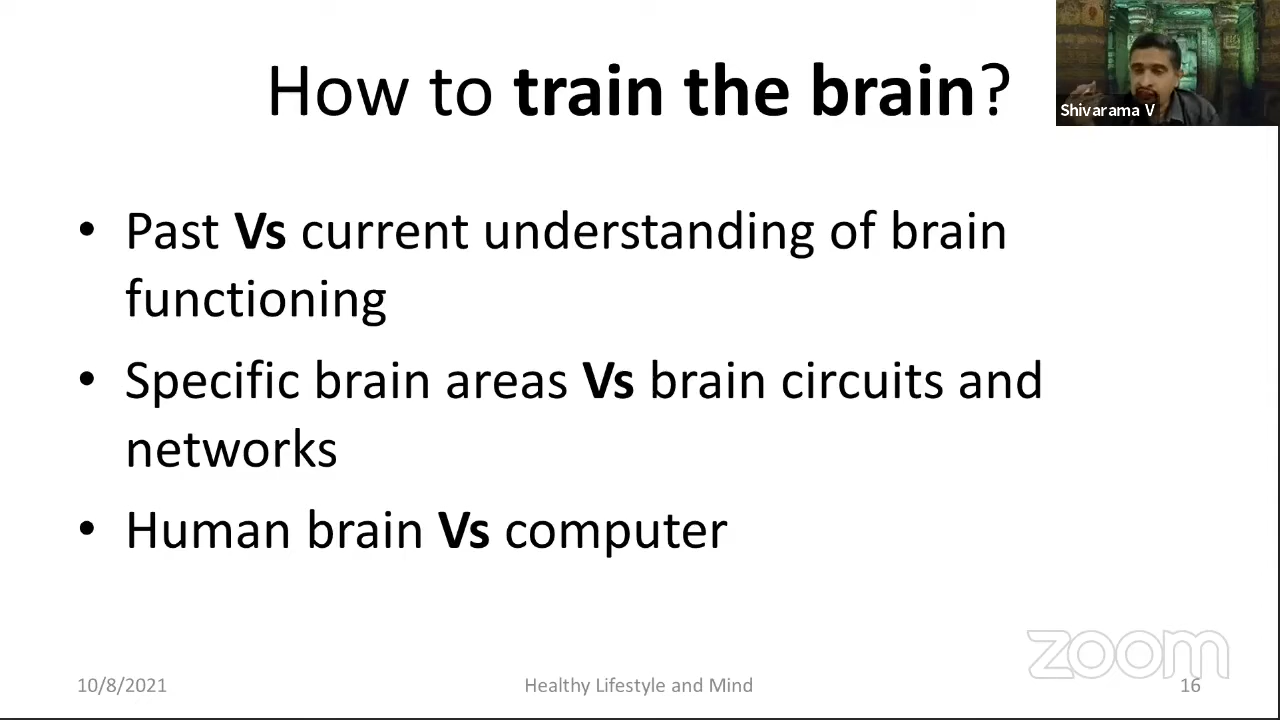 How to train the brain?
Shivarama V
• Past Vs current understanding of brain
functioning
• Specific brain areas Vs brain circuits and
networks
• Human brain Vs computer
zoom
10/8/2021
Healthy Lifestyle and Mind
16